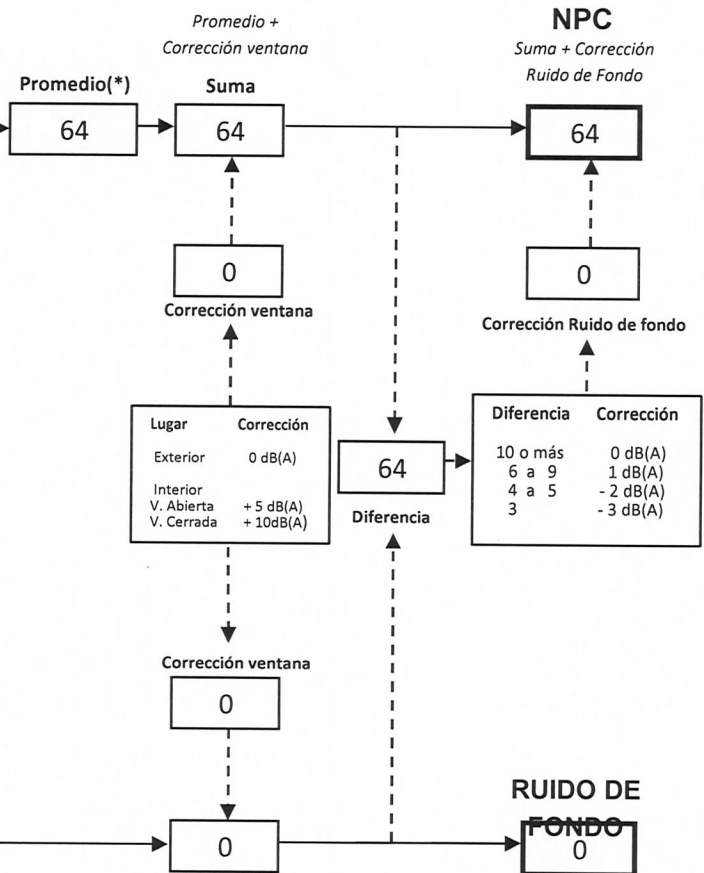 Promedio +
Corrección ventana
NPC
Suma + Corrección
Ruido de Fondo
Promedio(*)
Suma
64
64
64
0
0
Corrección ventana
Corrección Ruido de fondo
Lugar Corrección
Exterior 0 dB(A)
Interior
V. Abierta + 5 dB(A)
V. Cerrada + 10dB(A)
64
Diferencia
Diferencia Corrección
10 o más 0 dB(A)
6 a 9 1 dB(A)
4 a 5 - 2 dB(A)
3 - 3 dB(A)
Corrección ventana
0
RUIDO DE
FONDO
0
0